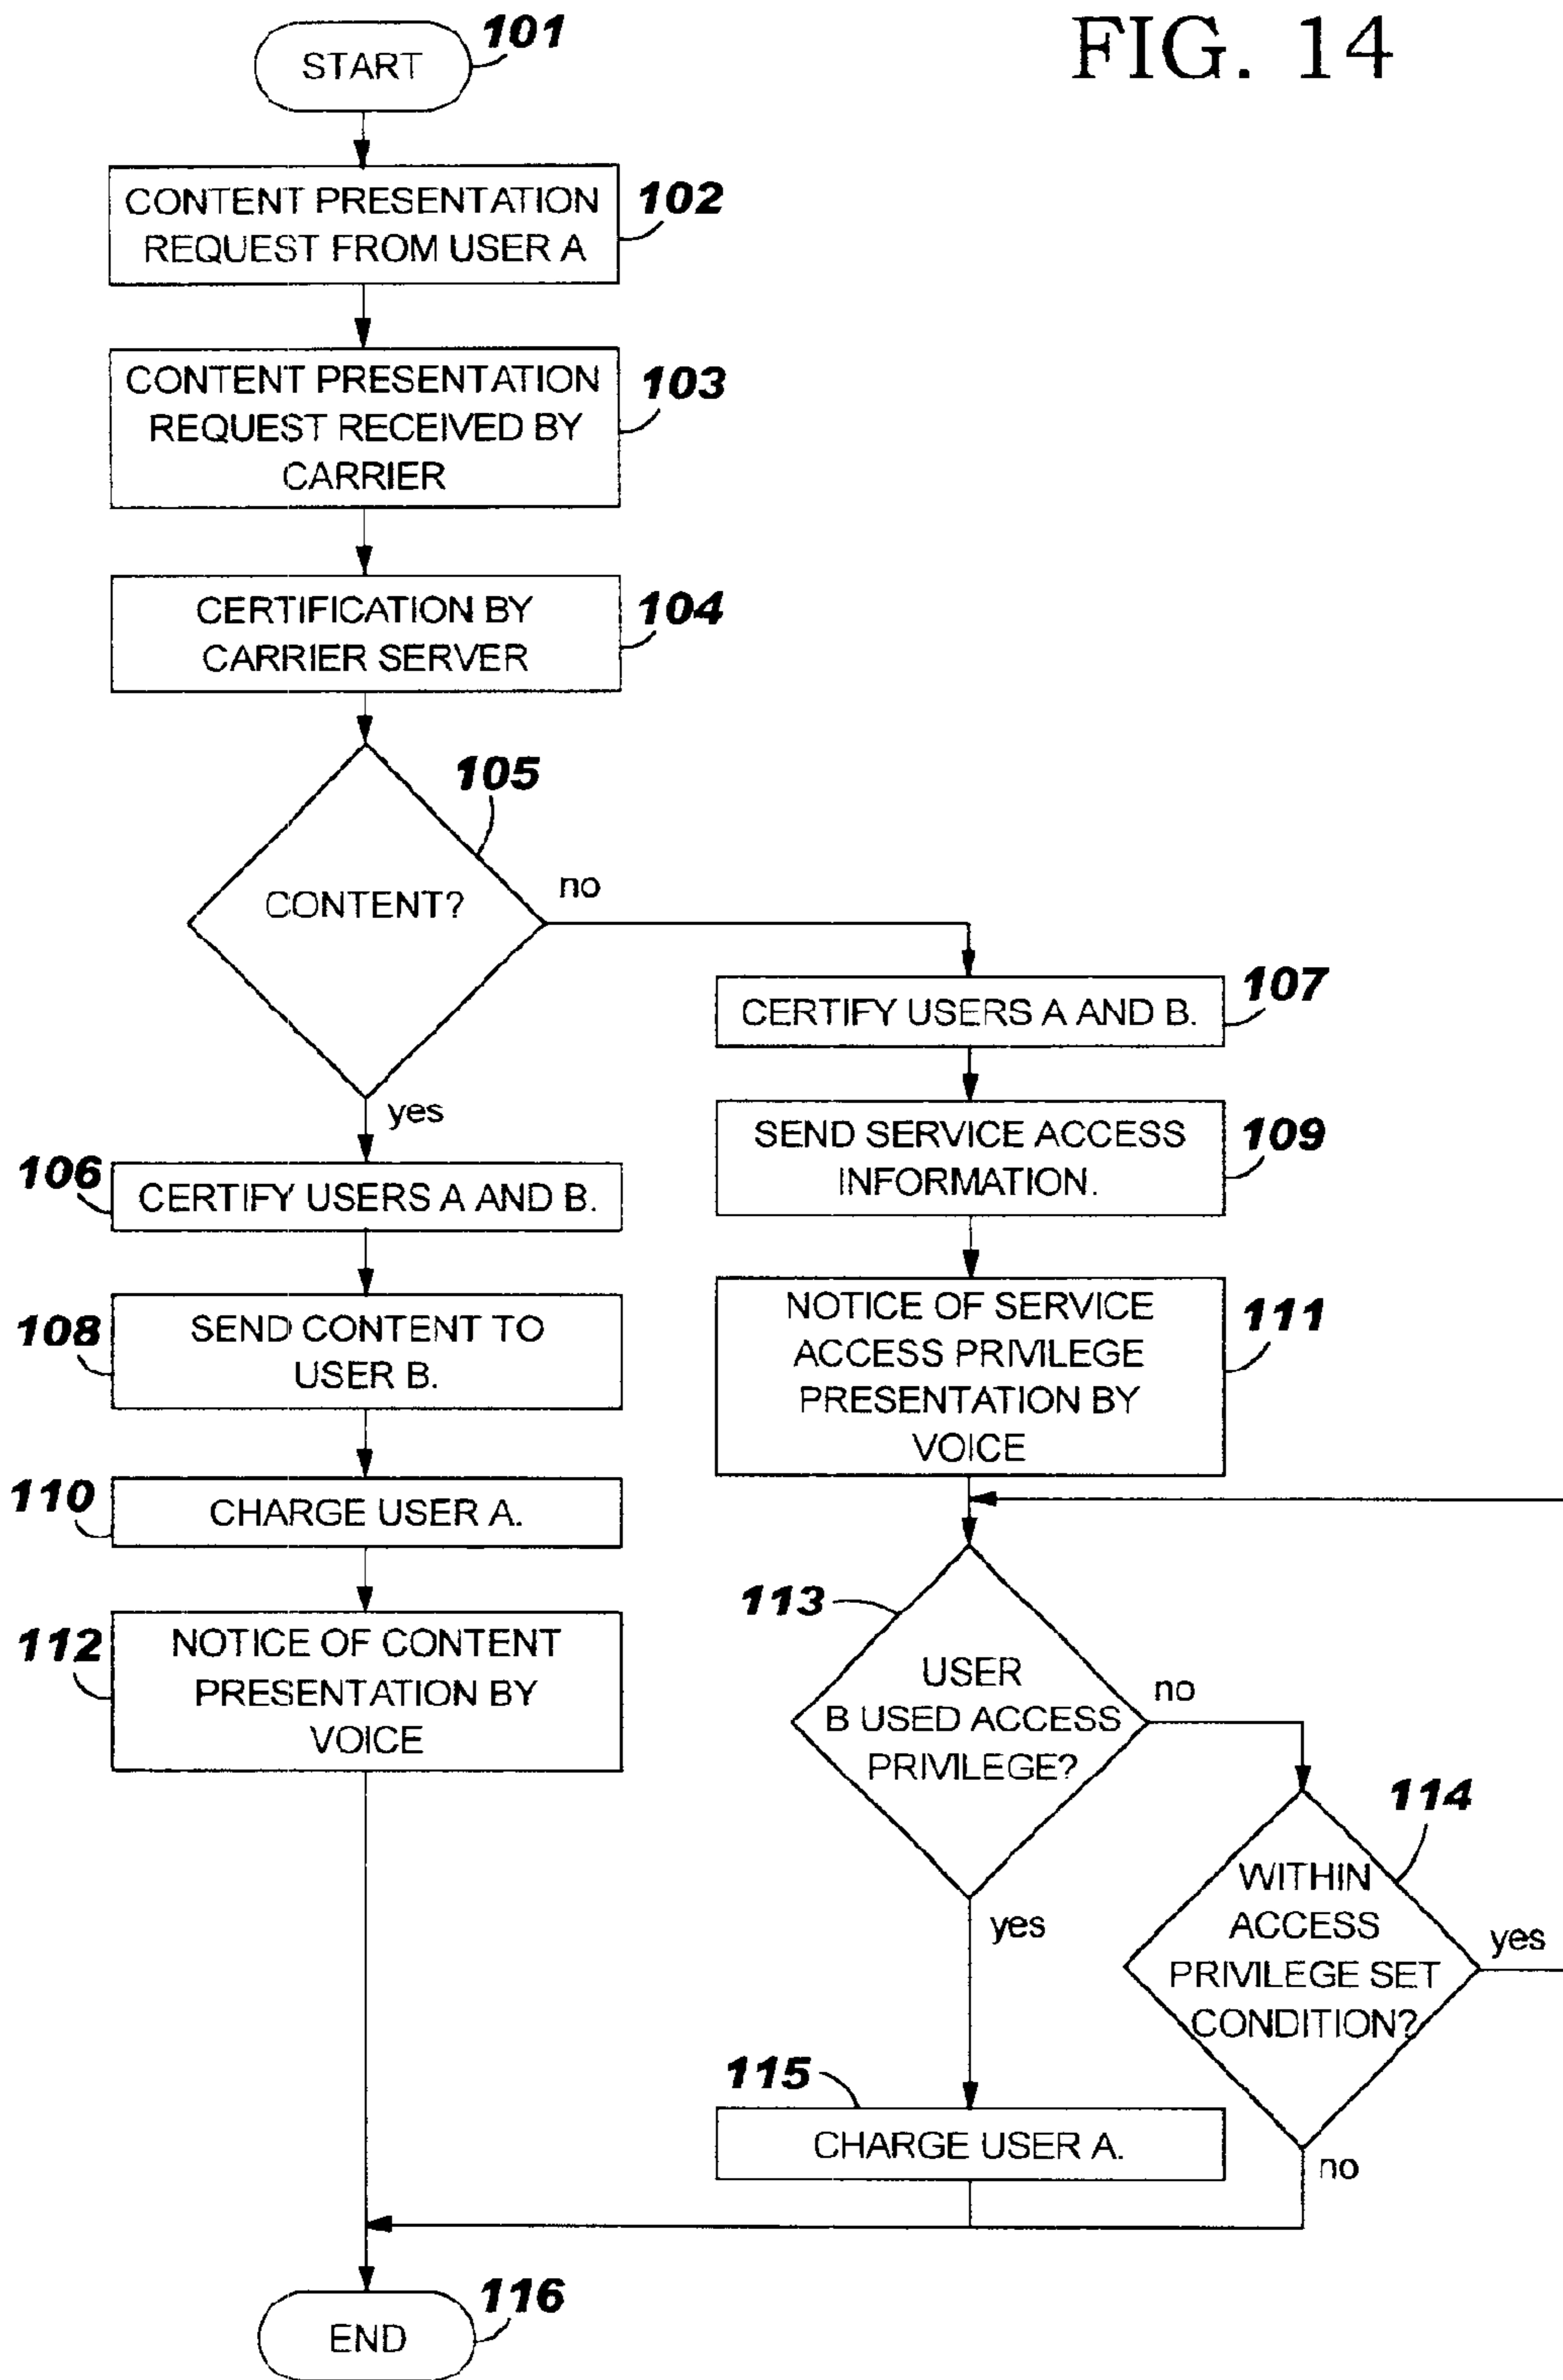 FIG. 14
START
101
CONTENT PRESENTATION
REQUEST FROM USER A
102
CONTENT PRESENTATION
REQUEST RECEIVED BY
CARRIER
103
CERTIFICATION BY
CARRIER SERVER
104
105
CONTENT?
no
yes
107
CERTIFY USERS A AND B.
SEND SERVICE ACCESS
INFORMATION.
109
106
CERTIFY USERS A AND B.
108
SEND CONTENT TO
USER B.
NOTICE OF SERVICE
ACCESS PRIVILEGE
PRESENTATION BY
VOICE
111
110
CHARGE USER A.
112
NOTICE OF CONTENT
PRESENTATION BY
VOICE
113
USER
B USED ACCESS
PRIVILEGE?
no
yes
114
WITHIN
ACCESS
PRIVILEGE SET
CONDITION?
yes
no
115
CHARGE USER A.
116
END